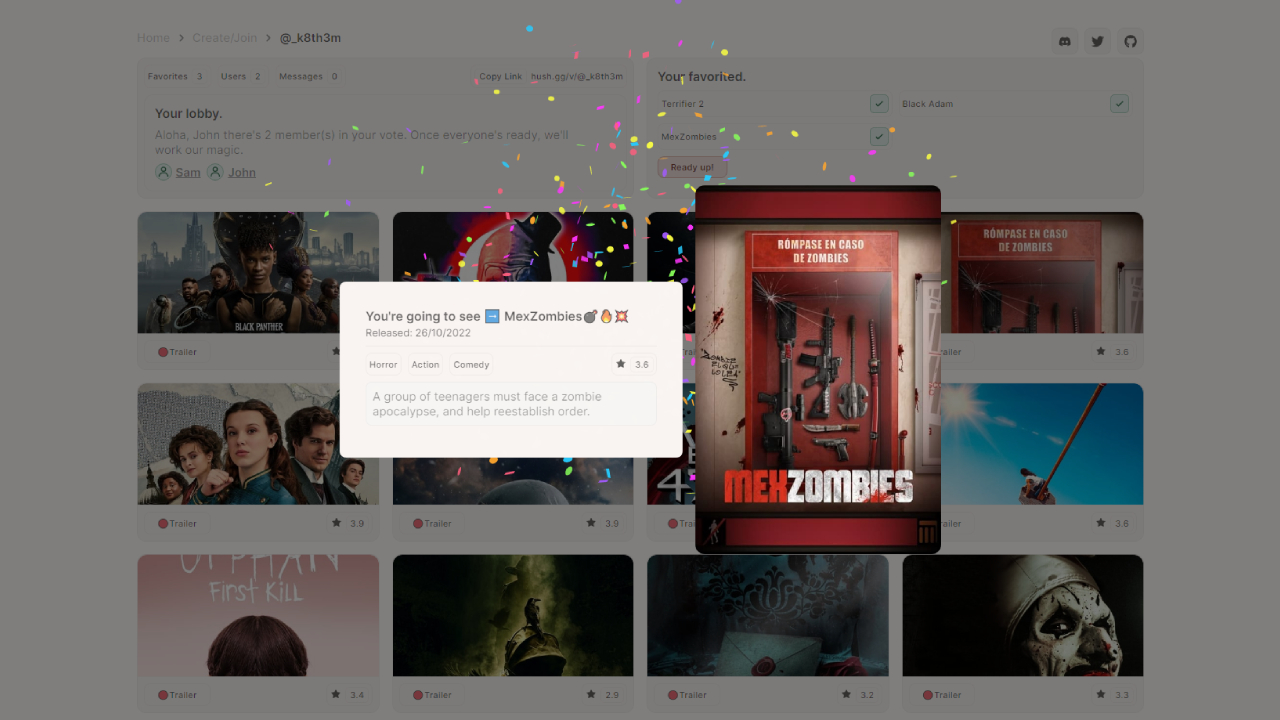 Home > Create/Join > @_k8th3m
Favorites 3 Users 2 Messages 0 Copy Link hush.gg/v/@_k8th3m
Your lobby.
Aloha, John there's 2 member(s) in your vote. Once everyone's ready, we'll
work our magic.
Sam John
Your favorited.
Terrifier 2 Black Adam
MexZombies
Ready up!
BLACK PANTHER
RÓMPASE EN CASO
DE ZOMBIES
RÓMPASE EN CASO
DE ZOMBIES
MEXZOMBIES
You're going to see ➡️ MexZombies💣🔥💥
Released: 26/10/2022
Horror Action Comedy ★ 3.6
A group of teenagers must face a zombie
apocalypse, and help reestablish order.
Trailer ★ 3.6
Trailer ★ 3.9 Trailer ★ 3.9 ★ 3.6
ORPHAN
First Kill
Trailer ★ 3.4 Trailer ★ 2.9 Trailer ★ 3.2 Trailer ★ 3.3